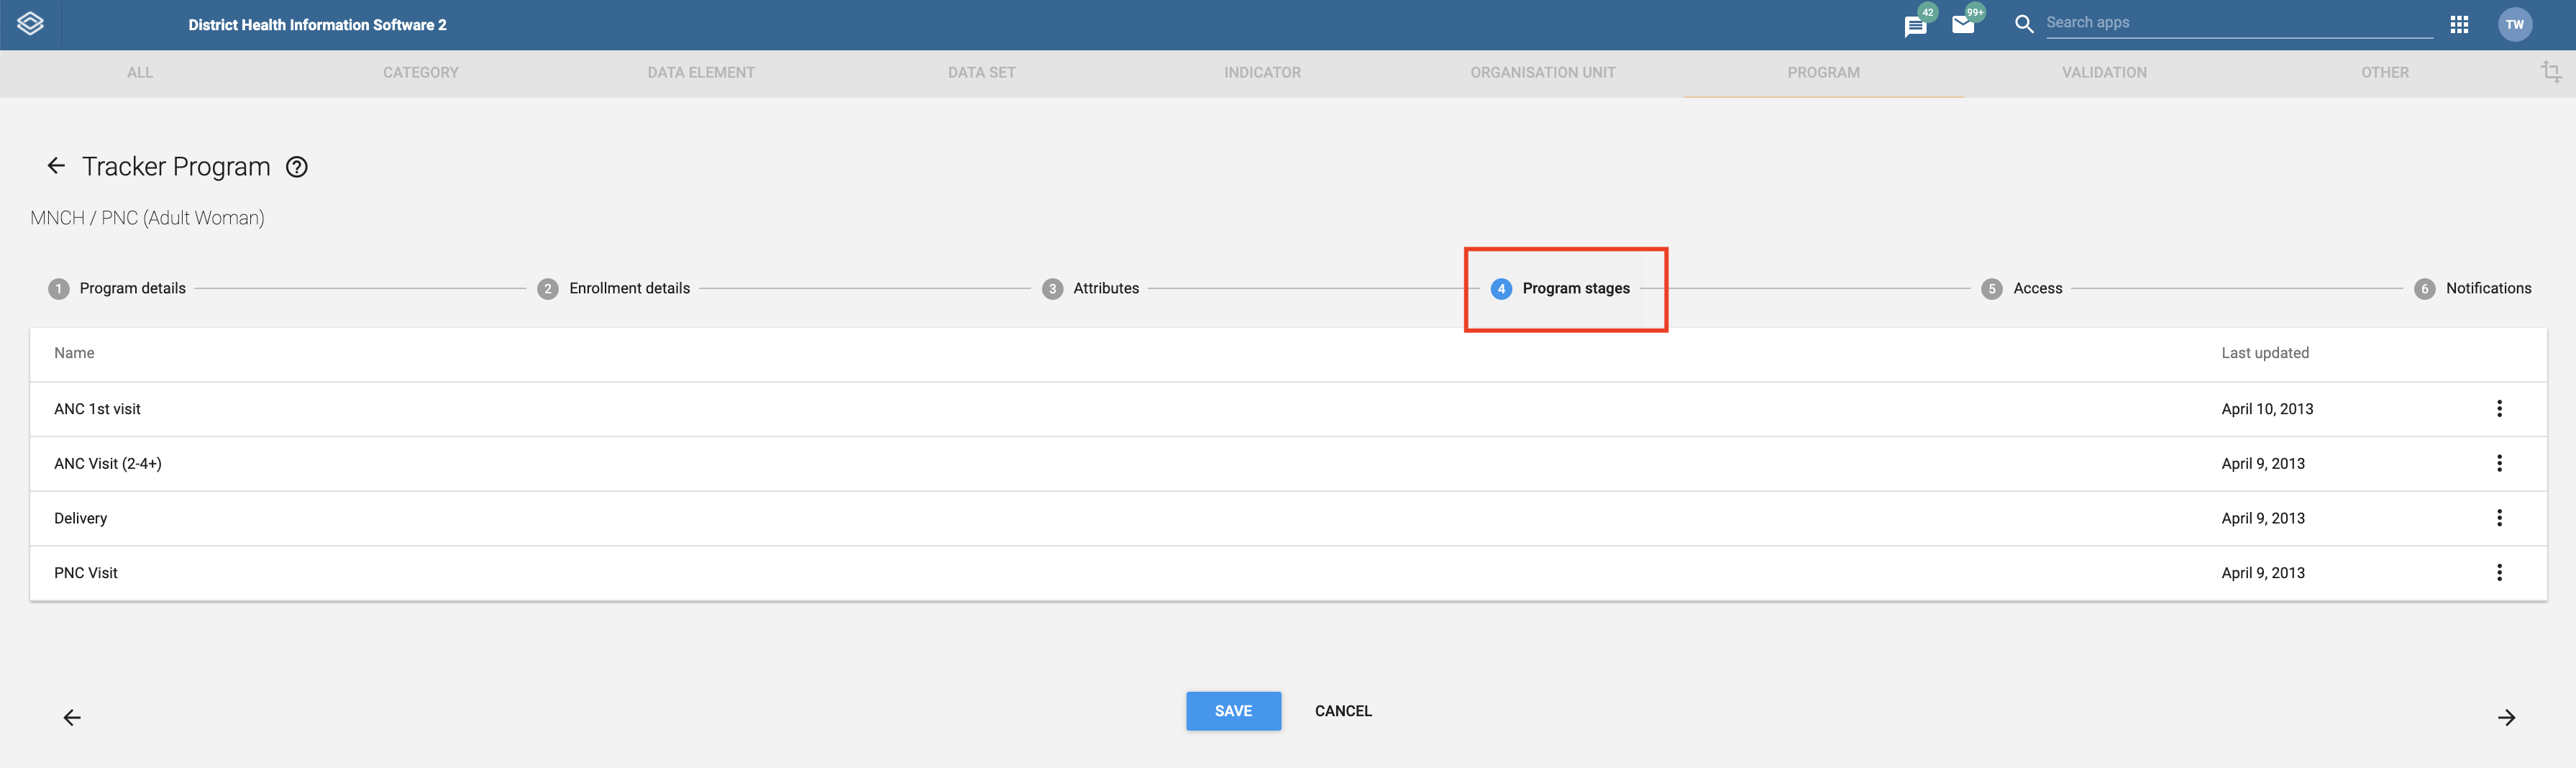 District Health Information Software 2
42
99+
Search apps
TW
ALL CATEGORY DATA ELEMENT DATA SET INDICATOR ORGANISATION UNIT PROGRAM VALIDATION OTHER
Tracker Program ?
MNCH / PNC (Adult Woman)
1 Program details 2 Enrollment details 3 Attributes 4 Program stages 5 Access 6 Notifications
Name Last updated
ANC 1st visit April 10, 2013
ANC Visit (2-4+) April 9, 2013
Delivery April 9, 2013
PNC Visit April 9, 2013
SAVE CANCEL